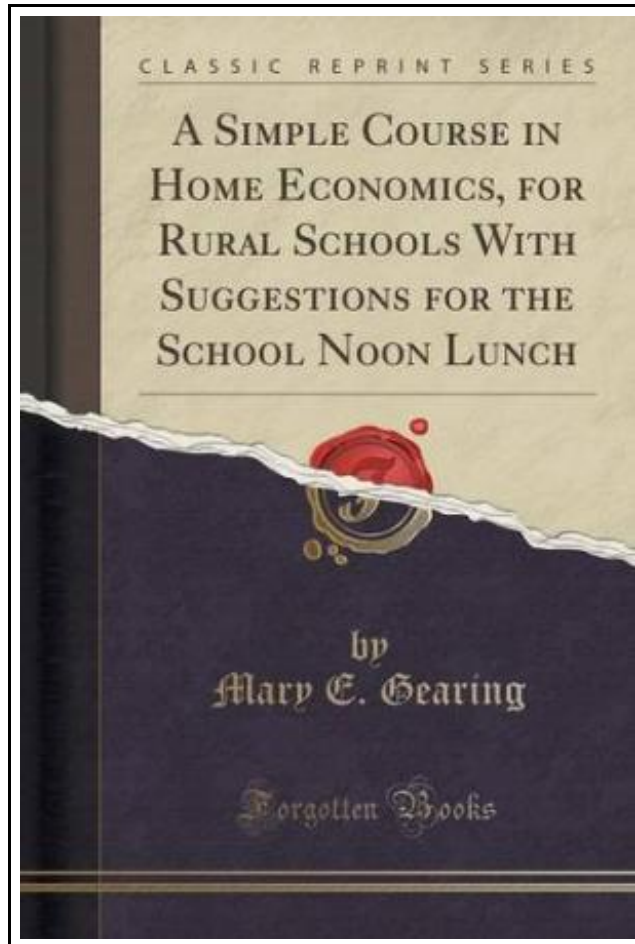 CLASSIC REPRINT SERIES
A SIMPLE COURSE IN
HOME ECONOMICS, FOR
RURAL SCHOOLS WITH
SUGGESTIONS FOR THE
SCHOOL NOON LUNCH
by
Mary E. Gearing
Forgotten Books